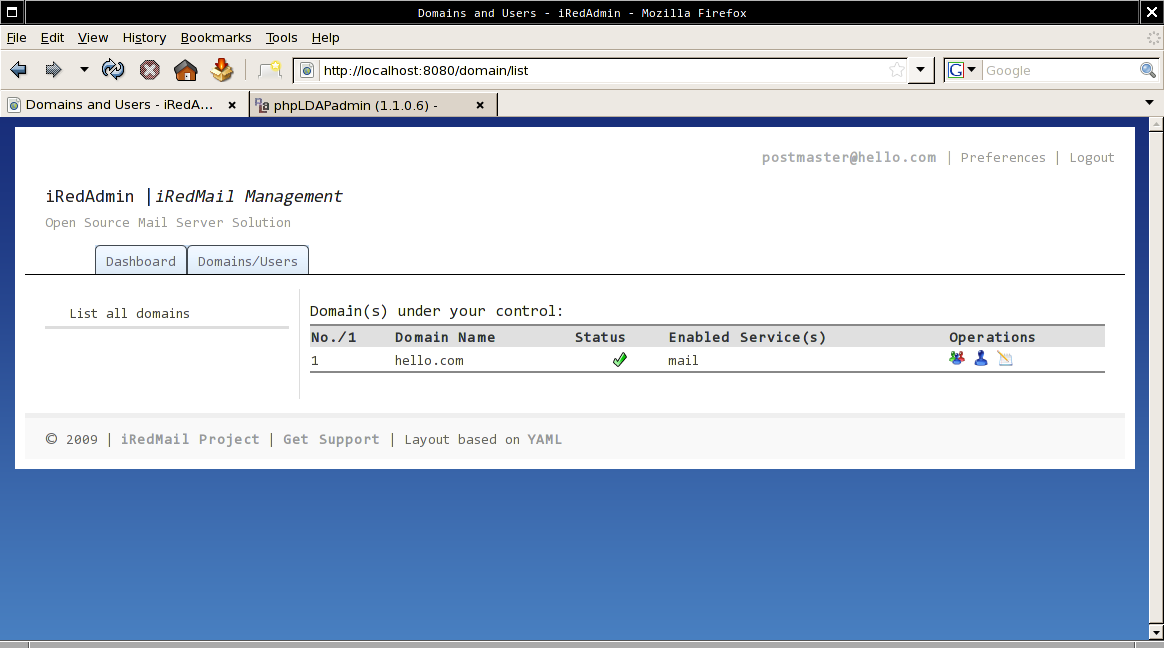 Domains and Users - iRedAdmin - Mozilla Firefox
File Edit View History Bookmarks Tools Help
http://localhost:8080/domain/list G Google
Domains and Users - iRedA... phpLDAPadmin (1.1.0.6) -
postmaster@hello.com | Preferences | Logout
iRedAdmin |iRedMail Management
Open Source Mail Server Solution
Dashboard Domains/Users
List all domains
Domain(s) under your control:
No./1 Domain Name Status Enabled Service(s) Operations
1 hello.com mail
© 2009 | iRedMail Project | Get Support | Layout based on YAML